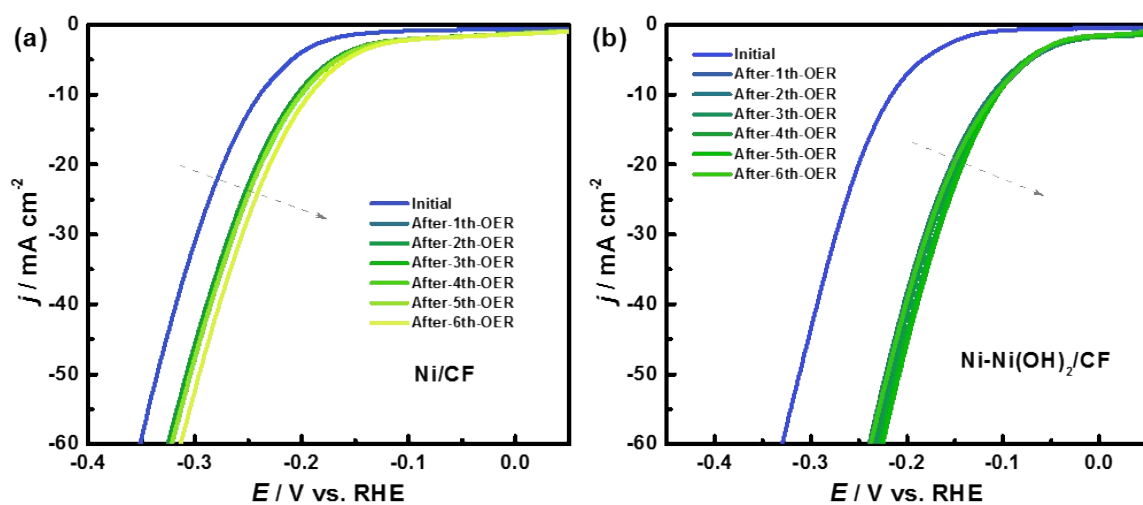 (a)
0
-10
-20
-30
-40
-50
-60
j / mA cm⁻²
Initial
After-1th-OER
After-2th-OER
After-3th-OER
After-4th-OER
After-5th-OER
After-6th-OER
Ni/CF
-0.4 -0.3 -0.2 -0.1 0.0
E / V vs. RHE
(b)
0
-10
-20
-30
-40
-50
-60
j / mA cm⁻²
Initial
After-1th-OER
After-2th-OER
After-3th-OER
After-4th-OER
After-5th-OER
After-6th-OER
Ni-Ni(OH)₂/CF
-0.4 -0.3 -0.2 -0.1 0.0
E / V vs. RHE